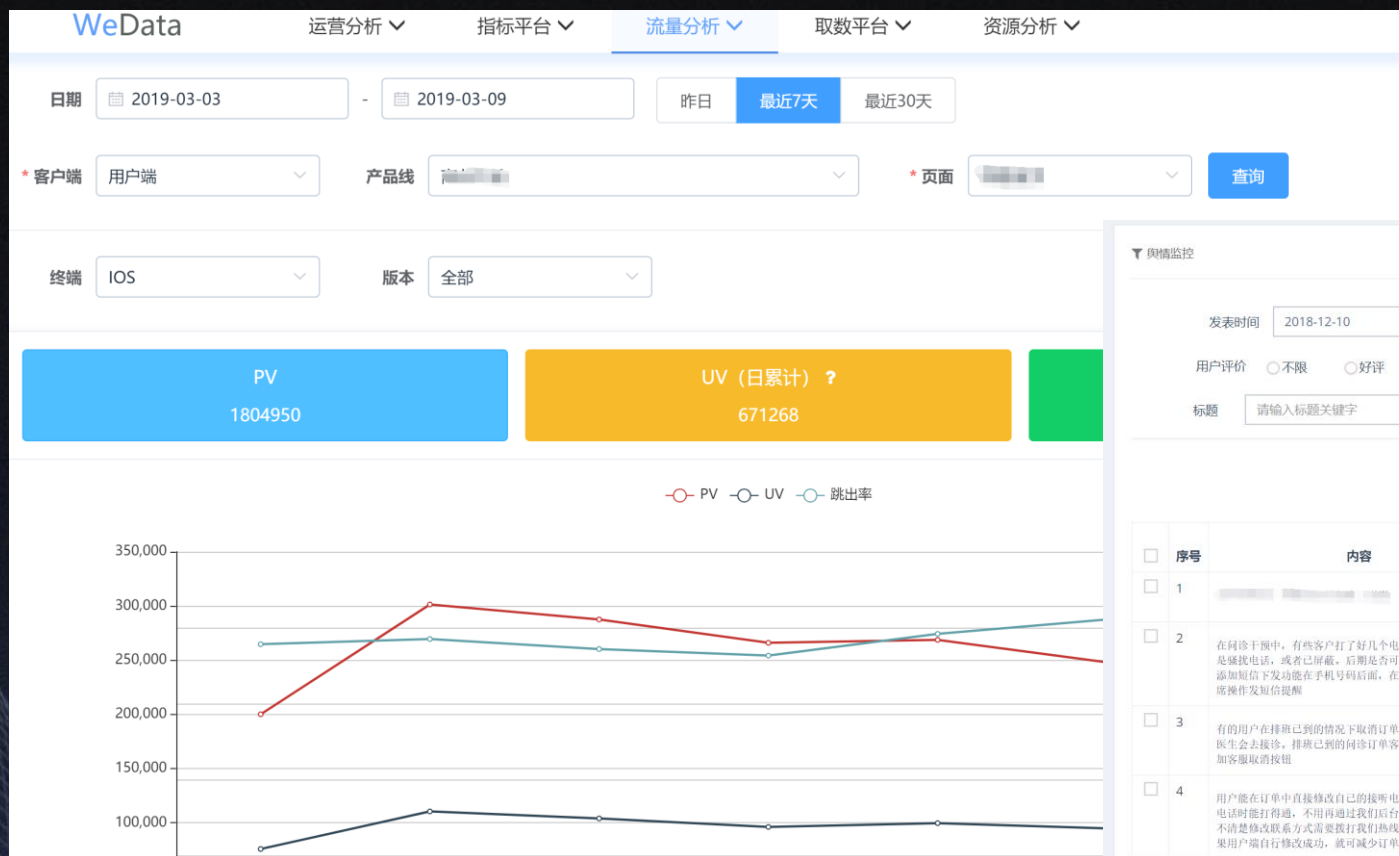 WeData 运营分析 指标平台 流量分析 取数平台 资源分析
日期 2019-03-03 - 2019-03-09 昨日 最近7天 最近30天
* 客户端 用户端 产品线 * 页面 查询
终端 IOS 版本 全部
PV
1804950
UV（日累计）?
671268
PV UV 跳出率
350,000
300,000
250,000
200,000
150,000
100,000
舆情监控
发表时间 2018-12-10
用户评价 不限 好评
标题 请输入标题关键字
序号 内容
1
2
在问诊干预中，有些客户打了好几个电
是骚扰电话，或者已屏蔽。后期是否可
添加短信下发功能在手机号码后面，在
席操作发短信提醒
3
有的用户在排班已到的情况下取消订单
医生会去接诊。排班已到的问诊订单客
加客服取消按钮
4
用户能在订单中直接修改自己的接听电
电话时能打得通，不用再通过我们后台
不清楚修改联系方式需要拨打我们热线
果用户端自行修改成功，就可减少订单